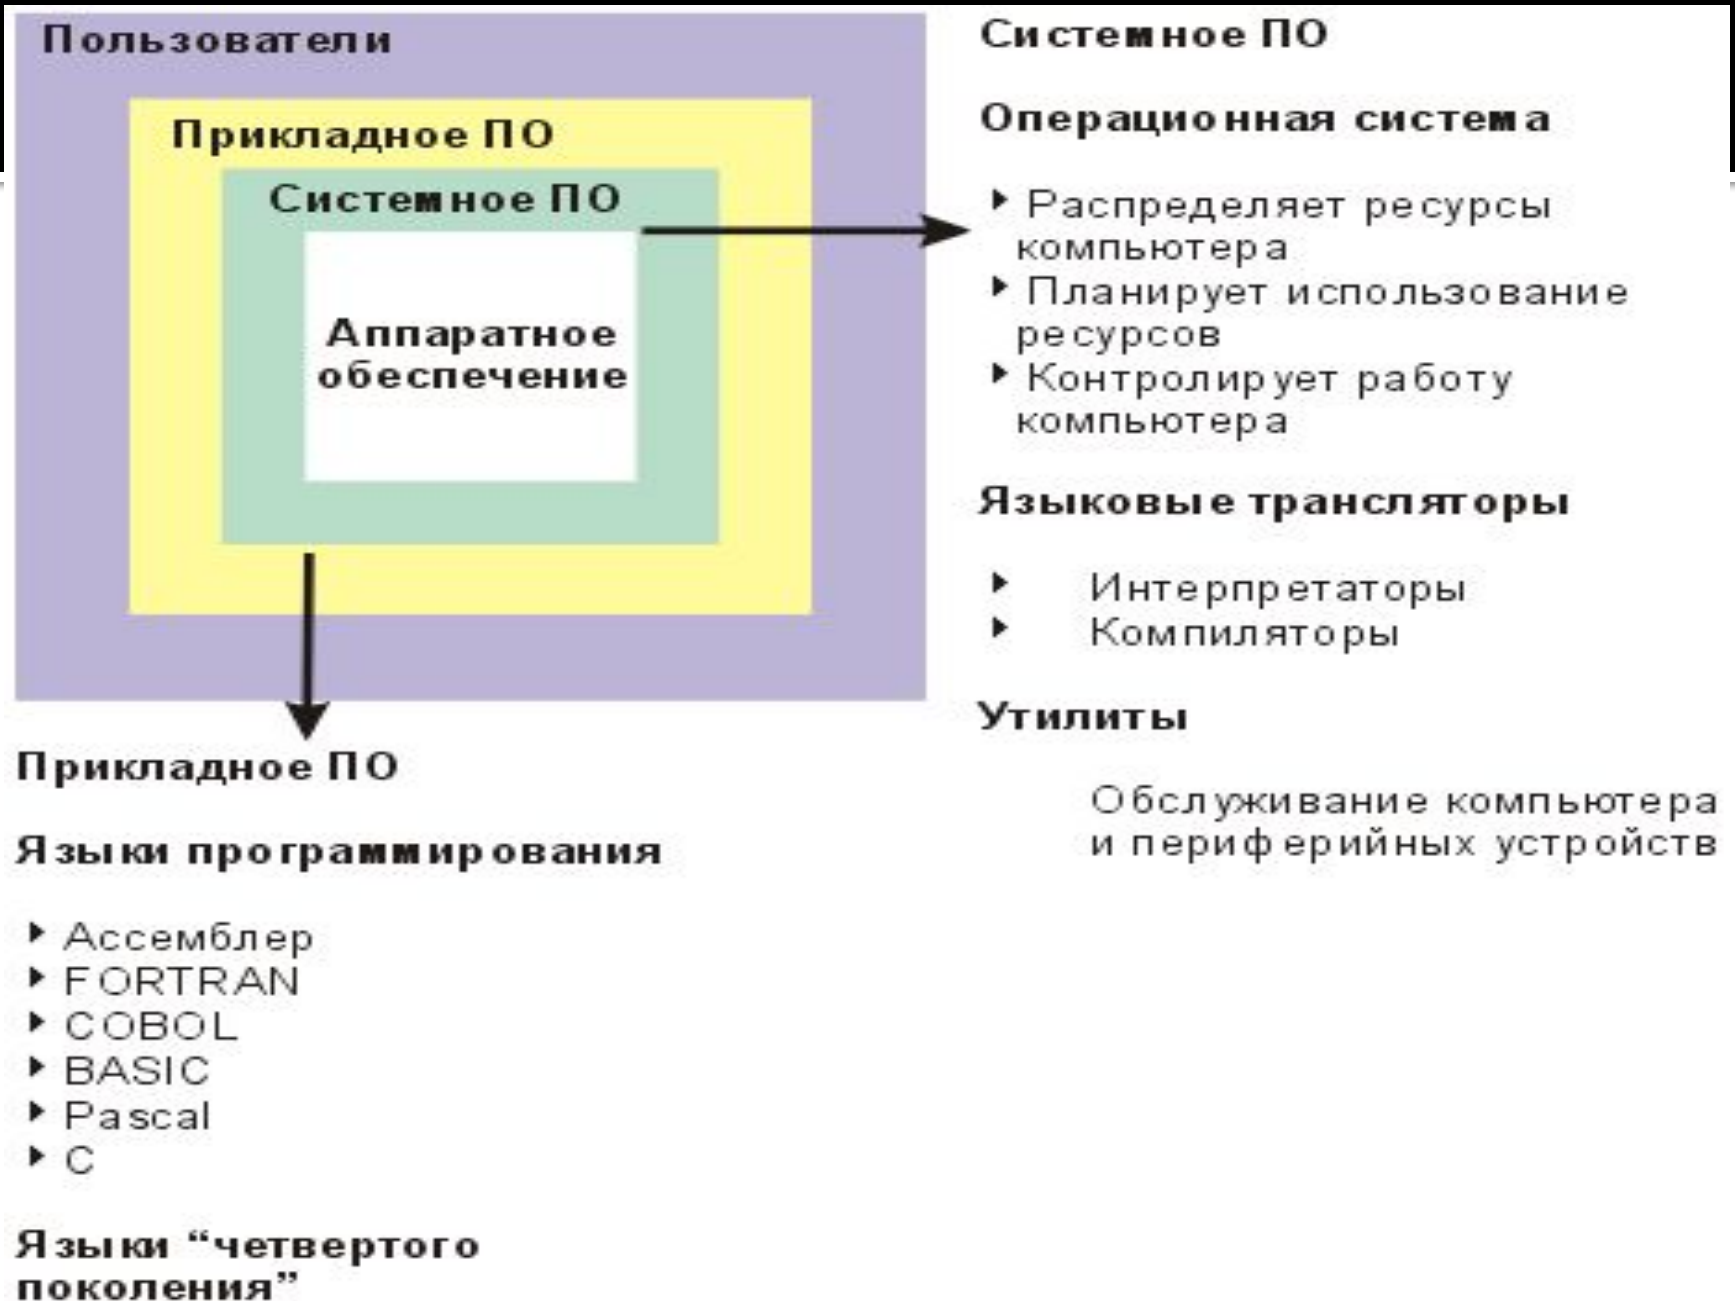 Пользователи
Прикладное ПО
Системное ПО
Аппаратное
обеспечение
Системное ПО
Операционная система
Распределяет ресурсы
компьютера
Планирует использование
ресурсов
Контролирует работу
компьютера
Языковые трансляторы
Интерпретаторы
Компиляторы
Утилиты
Обслуживание компьютера
и периферийных устройств
Прикладное ПО
Языки программирования
Ассемблер
FORTRAN
COBOL
BASIC
Pascal
C
Языки “четвертого
поколения”